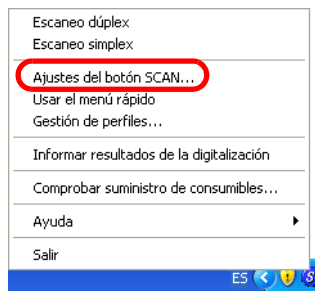 Escaneo dúplex
Escaneo simplex
Ajustes del botón SCAN...
Usar el menú rápido
Gestión de perfiles...
Informar resultados de la digitalización
Comprobar suministro de consumibles...
Ayuda
Salir
ES
S